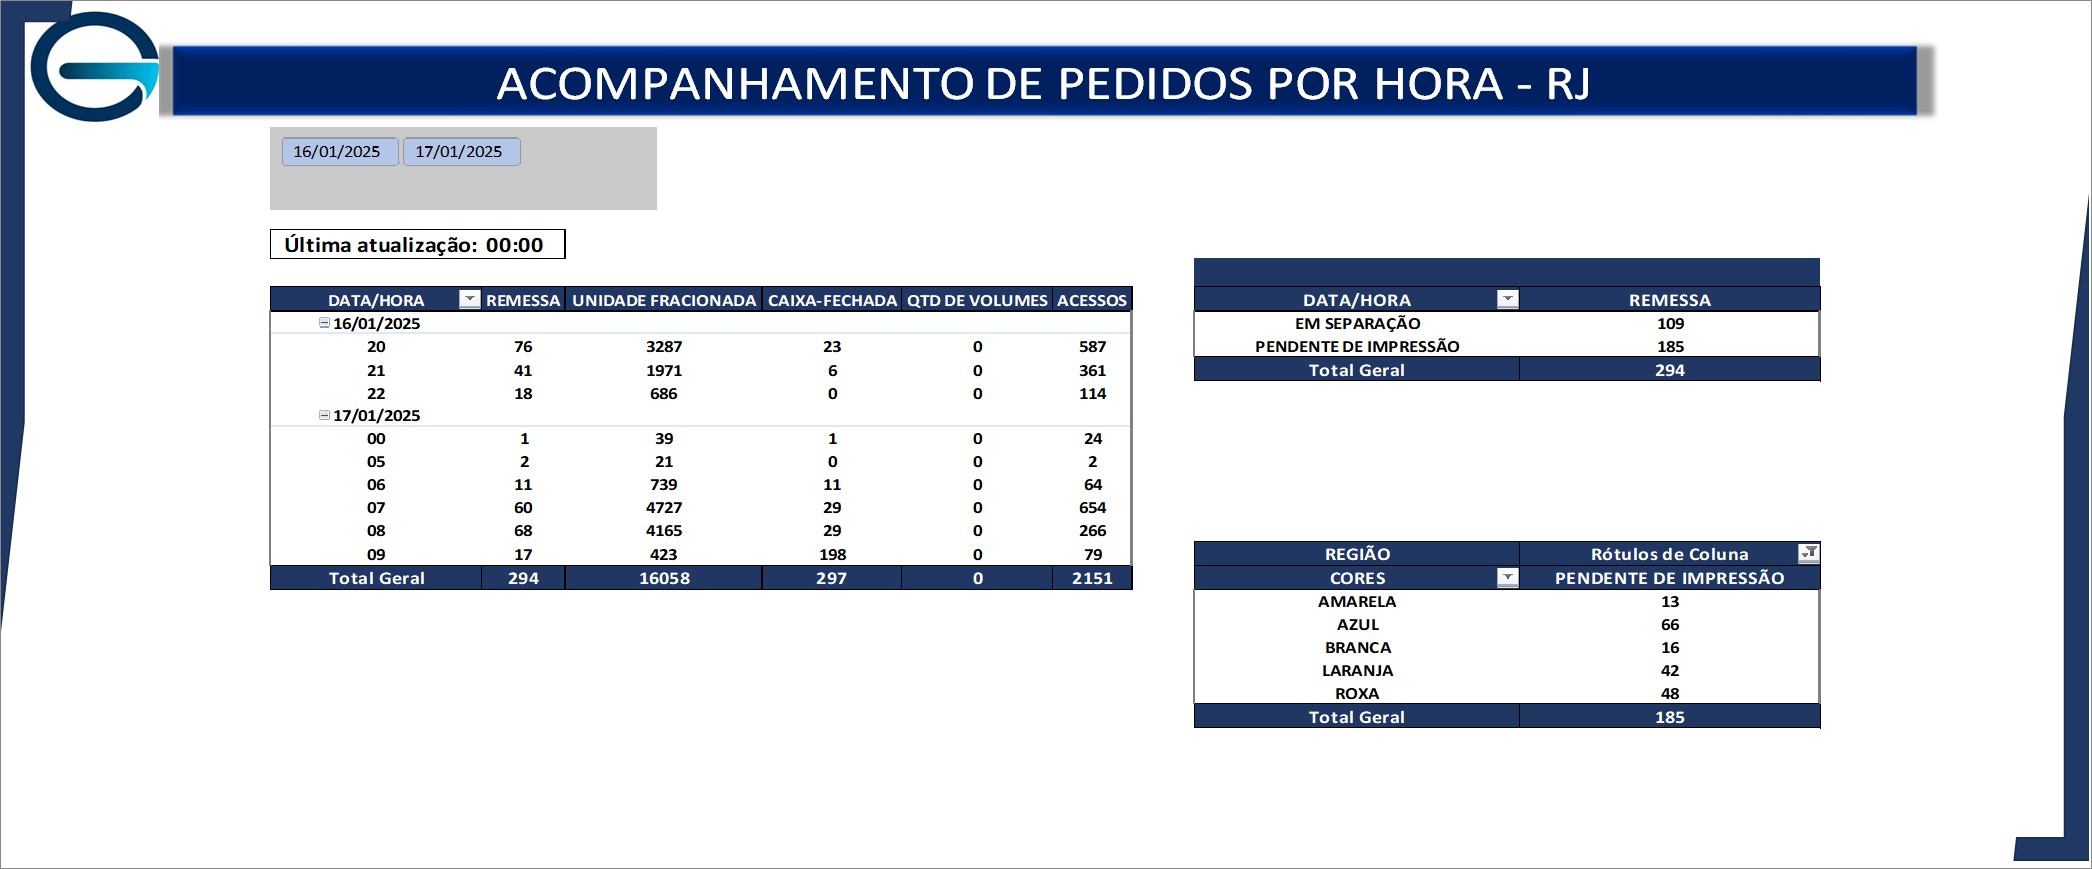 ACOMPANHAMENTO DE PEDIDOS POR HORA - RJ
16/01/2025 17/01/2025
Última atualização: 00:00
DATA/HORA REMESSA UNIDADE FRACIONADA CAIXA-FECHADA QTD DE VOLUMES ACESSOS
16/01/2025
20 76 3287 23 0 587
21 41 1971 6 0 361
22 18 686 0 0 114
17/01/2025
00 1 39 1 0 24
05 2 21 0 0 2
06 11 739 11 0 64
07 60 4727 29 0 654
08 68 4165 29 0 266
09 17 423 198 0 79
Total Geral 294 16058 297 0 2151
DATA/HORA REMESSA
EM SEPARAÇÃO 109
PENDENTE DE IMPRESSÃO 185
Total Geral 294
REGIÃO Rótulos de Coluna
CORES PENDENTE DE IMPRESSÃO
AMARELA 13
AZUL 66
BRANCA 16
LARANJA 42
ROXA 48
Total Geral 185